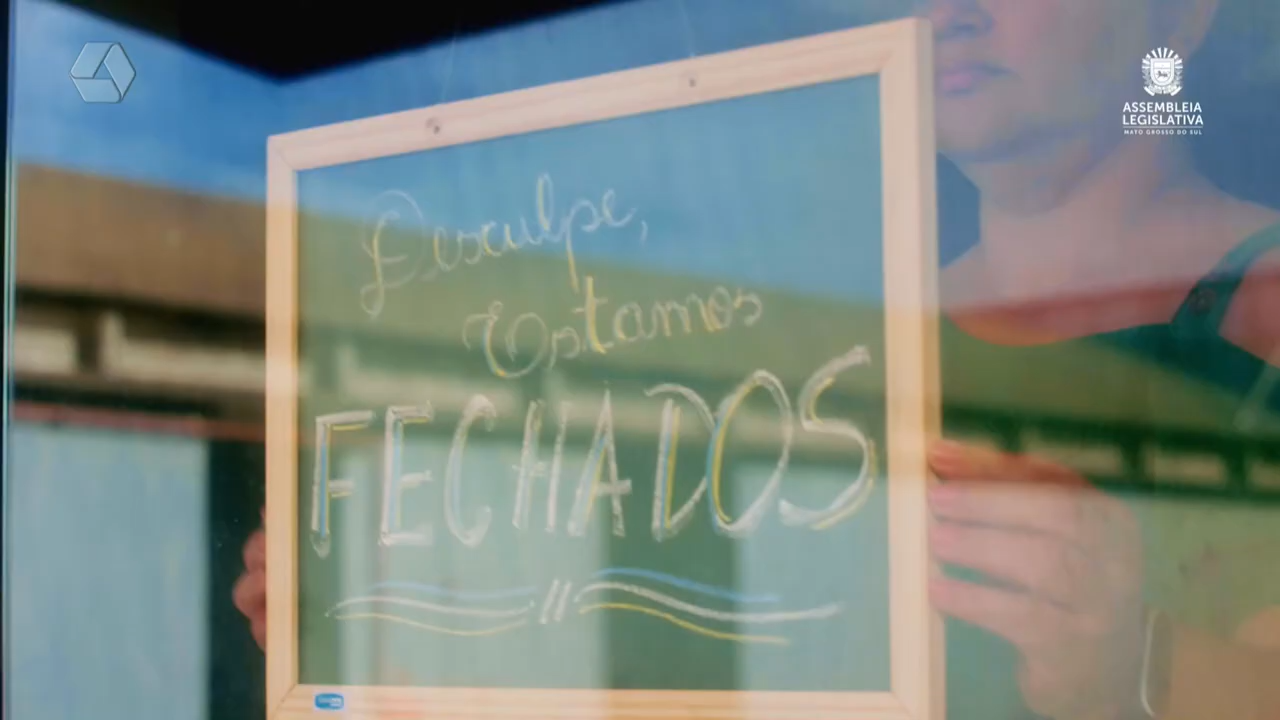 ASSEMBLEIA
LEGISLATIVA
MATO GROSSO DO SUL
Desculpe,
Estamos
FECHADOS